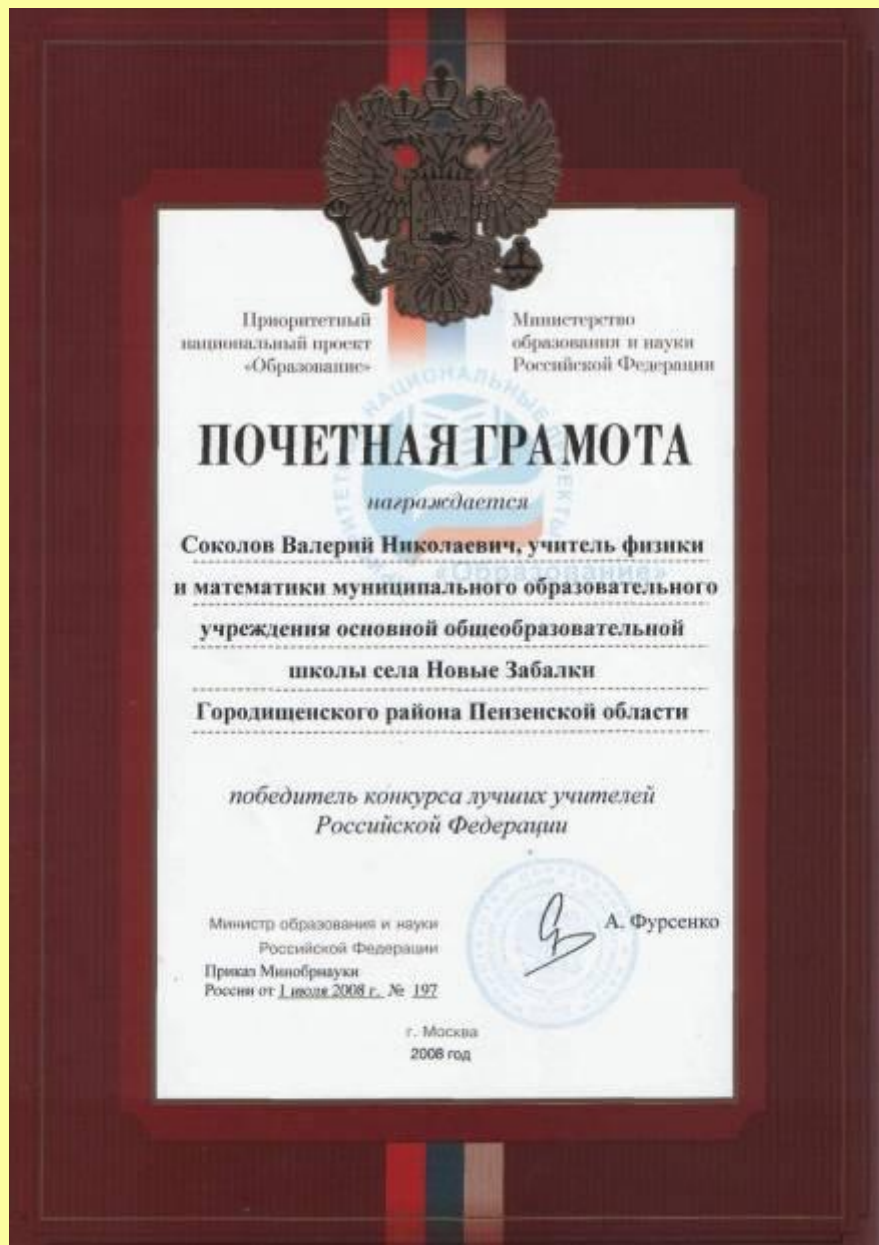 Приоритетный
национальный проект
«Образование»
Министерство
образования и науки
Российской Федерации
ПОЧЕТНАЯ ГРАМОТА
награждается
Соколов Валерий Николаевич, учитель физики
и математики муниципального образовательного
учреждения основной общеобразовательной
школы села Новые Забалки
Городищенского района Пензенской области
победитель конкурса лучших учителей
Российской Федерации
Министр образования и науки
Российской Федерации
А. Фурсенко
Приказ Минобрнауки
России от 1 июля 2008 г. № 197
г. Москва
2008 год